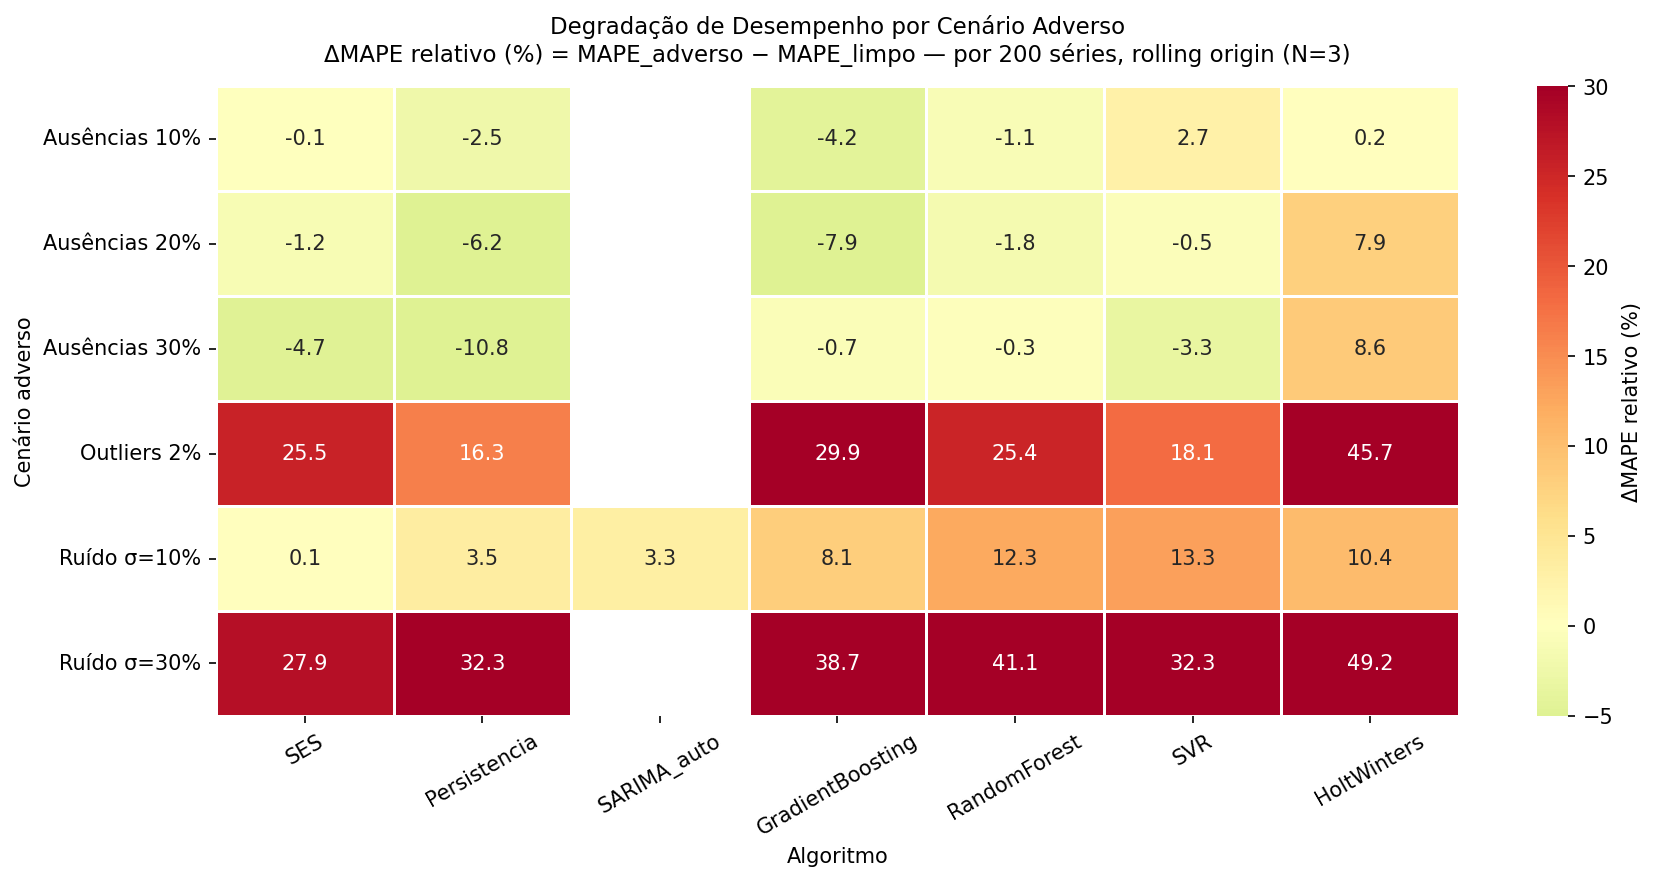 Degradação de Desempenho por Cenário Adverso
ΔMAPE relativo (%) = MAPE_adverso − MAPE_limpo — por 200 séries, rolling origin (N=3)
Cenário adverso
Ausências 10% -0.1 -2.5 -4.2 -1.1 2.7 0.2
Ausências 20% -1.2 -6.2 -7.9 -1.8 -0.5 7.9
Ausências 30% -4.7 -10.8 -0.7 -0.3 -3.3 8.6
Outliers 2% 25.5 16.3 29.9 25.4 18.1 45.7
Ruído σ=10% 0.1 3.5 3.3 8.1 12.3 13.3 10.4
Ruído σ=30% 27.9 32.3 38.7 41.1 32.3 49.2
SES Persistencia SARIMA_auto GradientBoosting RandomForest SVR HoltWinters
Algoritmo
30
25
20
15
10
5
0
−5
ΔMAPE relativo (%)